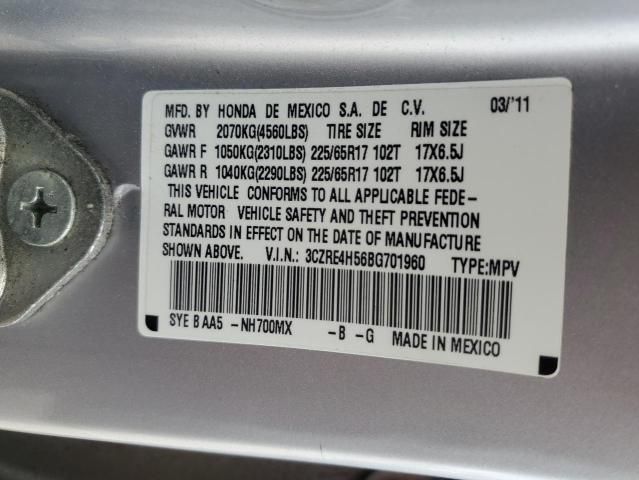 MFD. BY HONDA DE MEXICO S.A. DE C.V. 03/'11
GVWR 2070KG(4560LBS) TIRE SIZE RIM SIZE
GAWR F 1050KG(2310LBS) 225/65R17 102T 17X6.5J
GAWR R 1040KG(2290LBS) 225/65R17 102T 17X6.5J
THIS VEHICLE CONFORMS TO ALL APPLICABLE FEDE-
RAL MOTOR VEHICLE SAFETY AND THEFT PREVENTION
STANDARDS IN EFFECT ON THE DATE OF MANUFACTURE
SHOWN ABOVE. V.I.N.: 3CZRE4H56BG701960 TYPE:MPV
SYE B AA5 -NH700MX -B -G MADE IN MEXICO